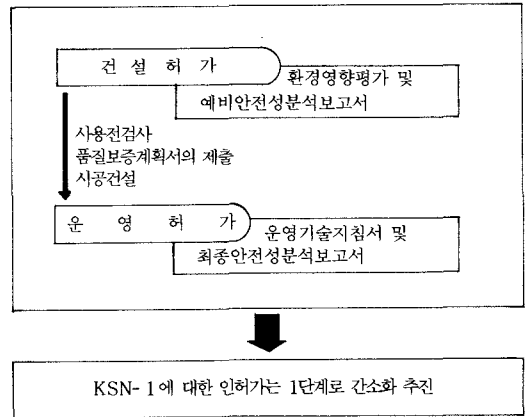 건 설 허 가
환경영향평가 및
예비안전성분석보고서
사용전검사
품질보증계획서의 제출
시공건설
운 영 허 가
운영기술지침서 및
최종안전성분석보고서
KSN-1에 대한 인허가는 1단계로 간소화 추진